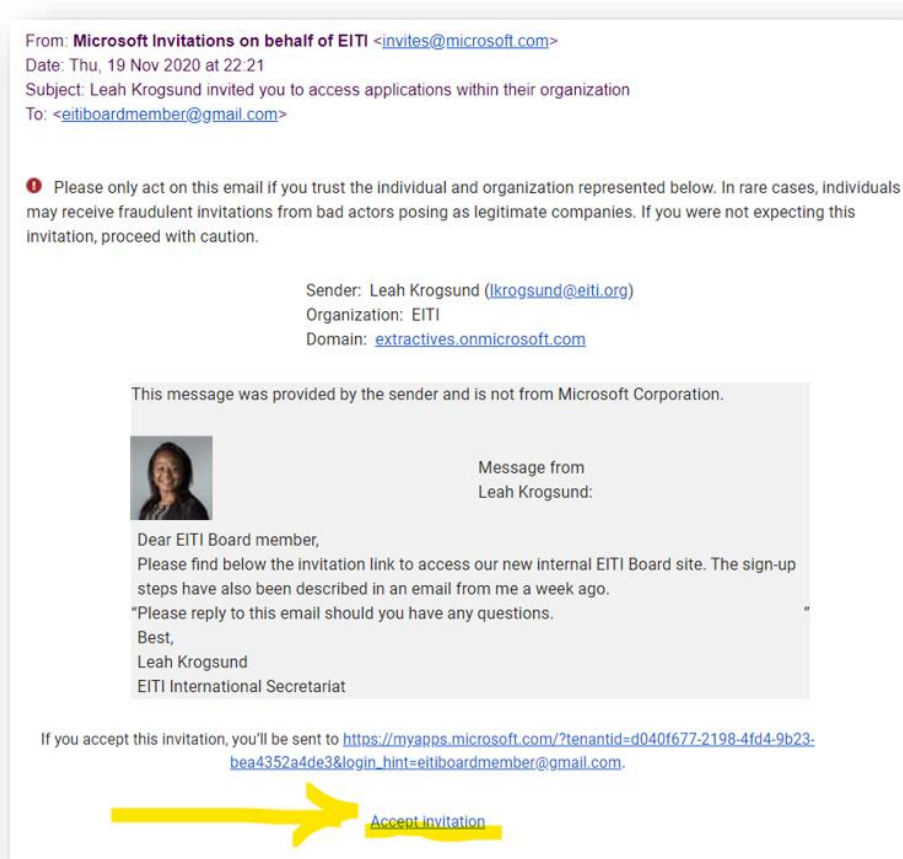 From: Microsoft Invitations on behalf of EITI <invites@microsoft.com>
Date: Thu, 19 Nov 2020 at 22:21
Subject: Leah Krogsund invited you to access applications within their organization
To: <eitiboardmember@gmail.com>
Please only act on this email if you trust the individual and organization represented below. In rare cases, individuals
may receive fraudulent invitations from bad actors posing as legitimate companies. If you were not expecting this
invitation, proceed with caution.
Sender: Leah Krogsund (lkrogsund@eiti.org)
Organization: EITI
Domain: extractives.onmicrosoft.com
This message was provided by the sender and is not from Microsoft Corporation.
Message from
Leah Krogsund:
Dear EITI Board member,
Please find below the invitation link to access our new internal EITI Board site. The sign-up
steps have also been described in an email from me a week ago.
“Please reply to this email should you have any questions. ”
Best,
Leah Krogsund
EITI International Secretariat
If you accept this invitation, you’ll be sent to https://myapps.microsoft.com/?tenantid=d040f677-2198-4fd4-9b23-
bea4352a4de3&login_hint=eitiboardmember@gmail.com.
Accept invitation